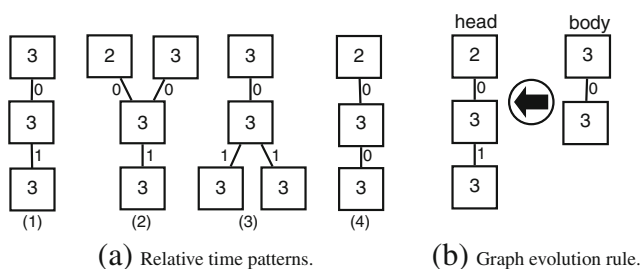 head body
3 2 3 3 2 2 3
0 0 0 0 0 0 0
3 3 3 3 3 3
1 1 1 1 0 1
3 3 3 3 3 3
(1) (2) (3) (4)
(a) Relative time patterns. (b) Graph evolution rule.